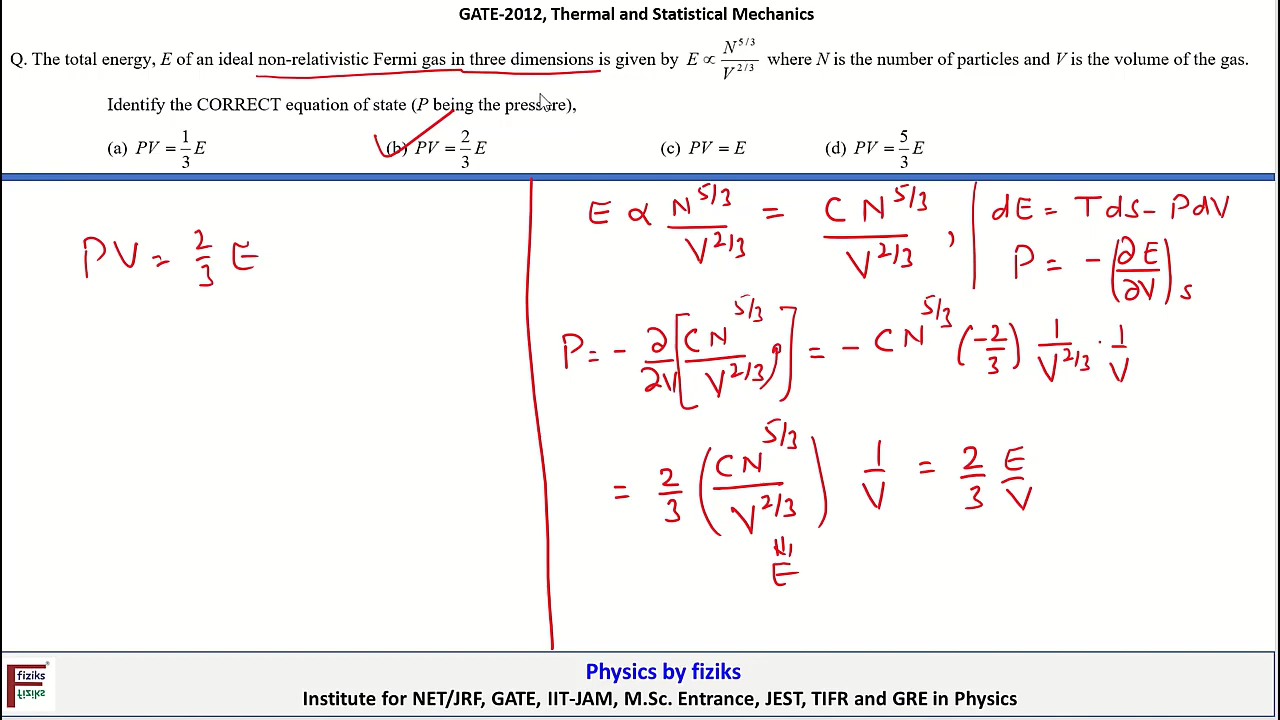 GATE-2012, Thermal and Statistical Mechanics
Q. The total energy, E of an ideal non-relativistic Fermi gas in three dimensions is given by E ∝ N^{5/3} / V^{2/3} where N is the number of particles and V is the volume of the gas.
Identify the CORRECT equation of state (P being the pressure),
(a) PV = 1/3 E (b) PV = 2/3 E (c) PV = E (d) PV = 5/3 E
PV = 2/3 E
E ∝ N^{5/3} / V^{2/3} = C N^{5/3} / V^{2/3} ,
dE = Tds - PdV
P = -(∂E/∂V)_s
P = - ∂/∂V [C N^{5/3} / V^{2/3}] = - C N^{5/3} (-2/3) 1/V^{2/3} · 1/V
= 2/3 (C N^{5/3} / V^{2/3}) 1/V = 2/3 E/V
E
fiziks
fiziks
Physics by fiziks
Institute for NET/JRF, GATE, IIT-JAM, M.Sc. Entrance, JEST, TIFR and GRE in Physics